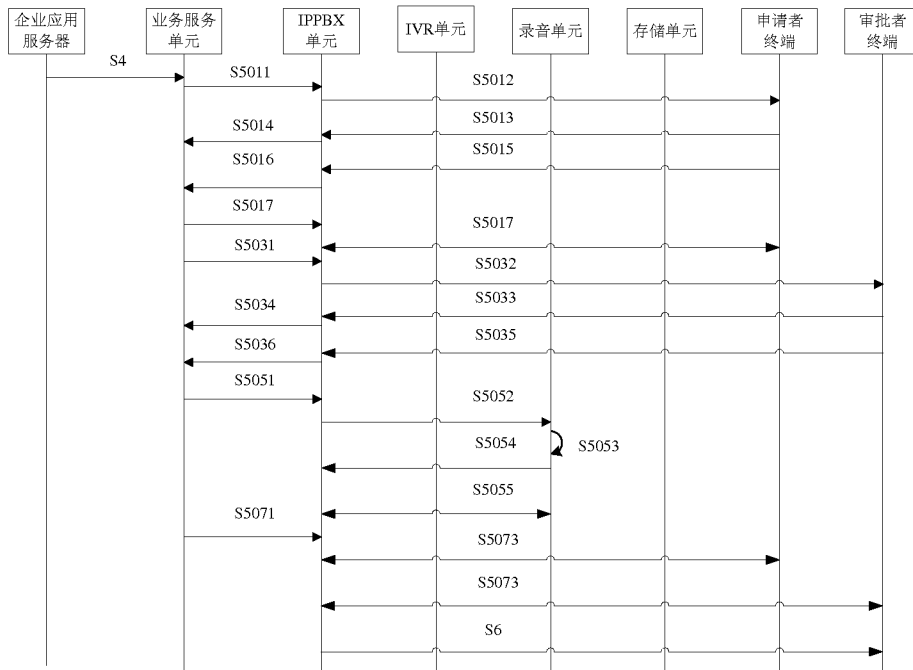 企业应用
服务器
业务服务
单元
IPPBX
单元
IVR单元
录音单元
存储单元
申请者
终端
审批者
终端
S4
S5011
S5012
S5013
S5014
S5015
S5016
S5017
S5017
S5031
S5032
S5033
S5034
S5035
S5036
S5051
S5052
S5054
S5053
S5055
S5071
S5073
S5073
S6